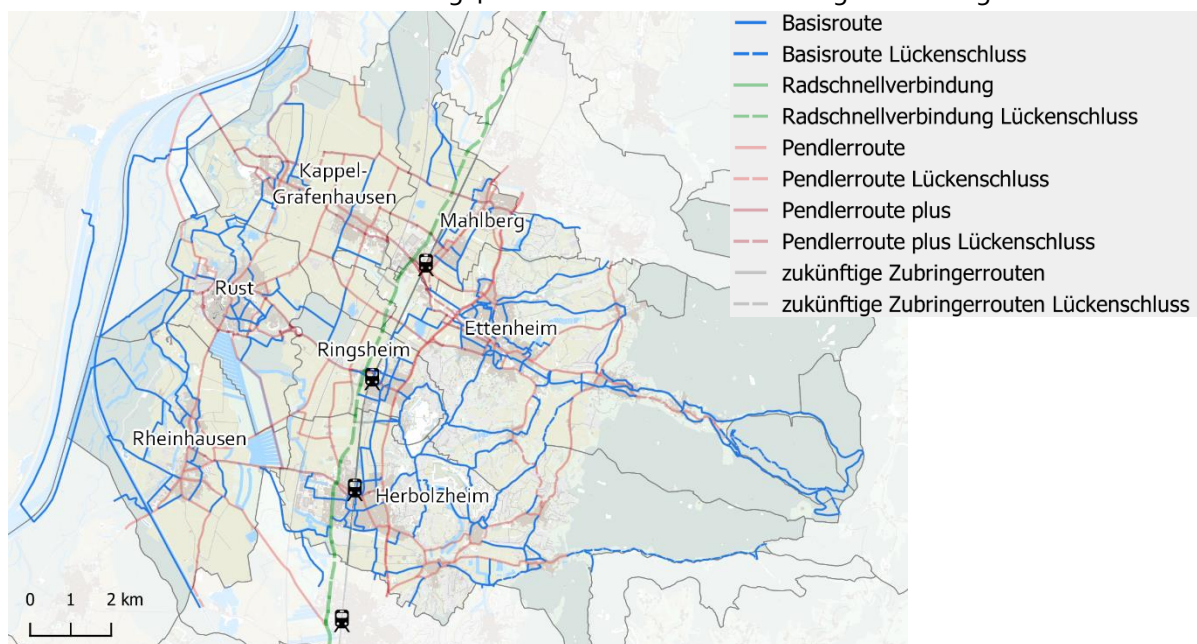 Basisroute
Basisroute Lückenschluss
Radschnellverbindung
Radschnellverbindung Lückenschluss
Pendlerroute
Pendlerroute Lückenschluss
Pendlerroute plus
Pendlerroute plus Lückenschluss
zukünftige Zubringerrouten
zukünftige Zubringerrouten Lückenschluss
Kappel-
Grafenhausen
Mahlberg
Rust
Ettenheim
Ringsheim
Rheinhausen
Herbolzheim
0 1 2 km